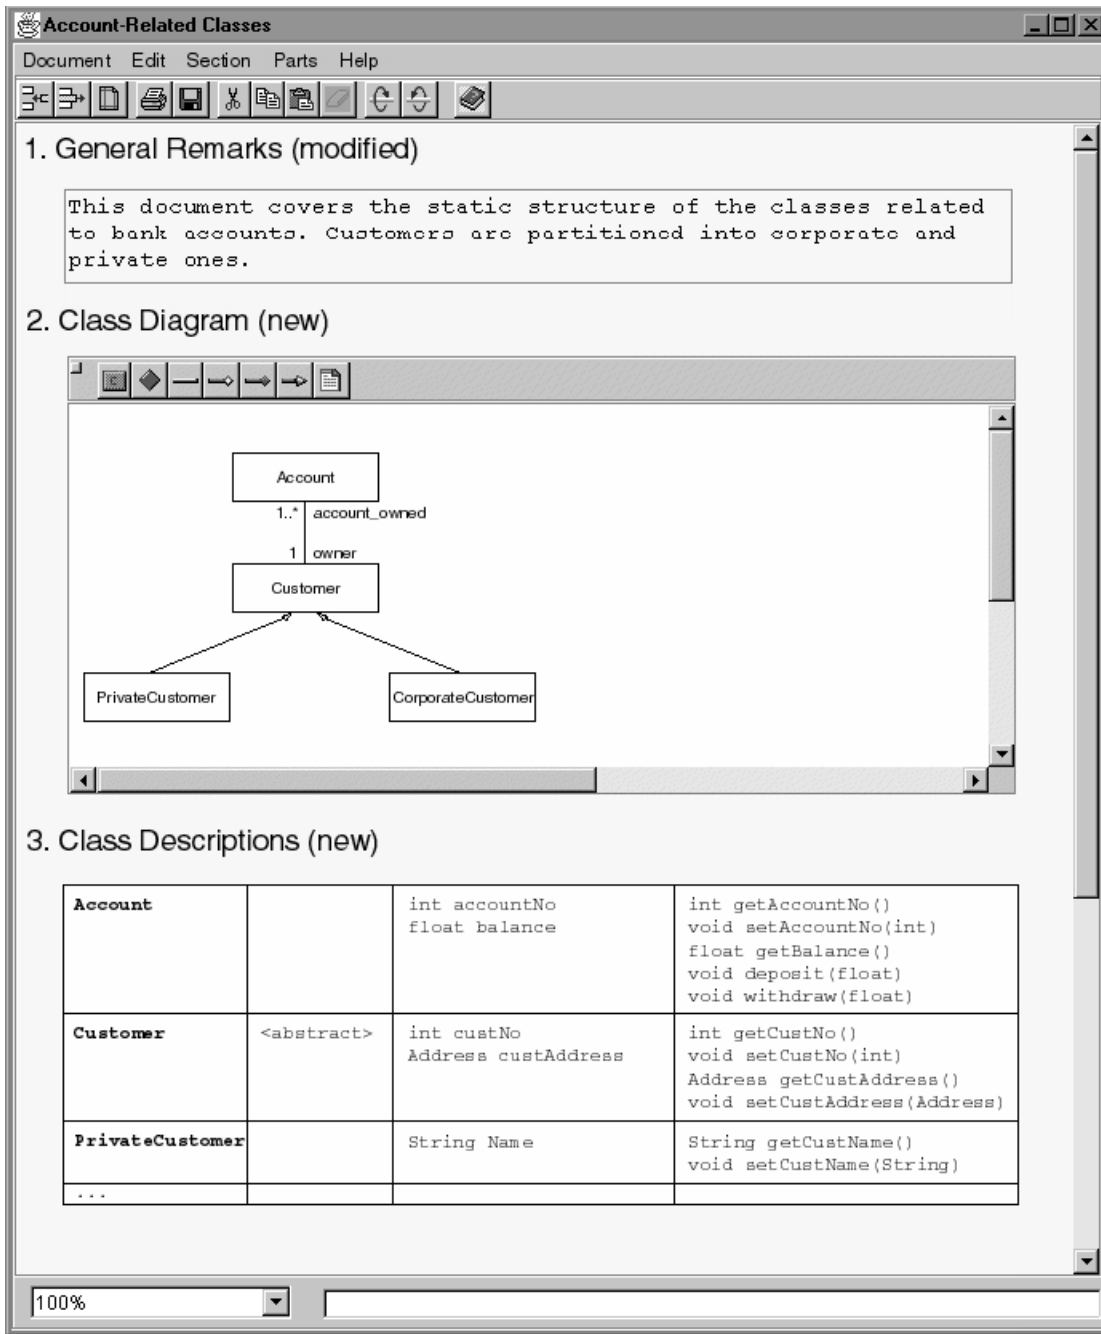 Account-Related Classes
Document Edit Section Parts Help
1. General Remarks (modified)
This document covers the static structure of the classes related
to bank accounts. Customers are partitioned into corporate and
private ones.
2. Class Diagram (new)
C
Account
1..* account_owned
1 owner
Customer
PrivateCustomer CorporateCustomer
3. Class Descriptions (new)
Account int accountNo int getAccountNo()
float balance void setAccountNo(int)
float getBalance()
void deposit(float)
void withdraw(float)
Customer <abstract> int custNo int getCustNo()
Address custAddress void setCustNo(int)
Address getCustAddress()
void setCustAddress(Address)
PrivateCustomer String Name String getCustName()
void setCustName(String)
...
100%